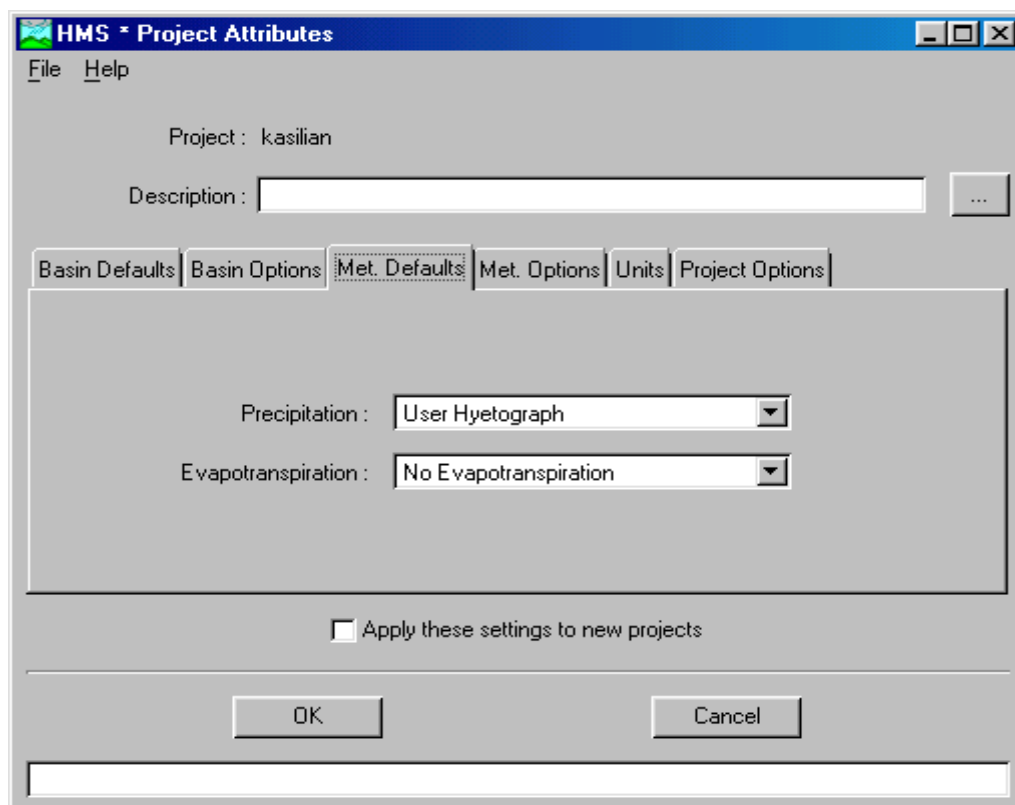 HMS * Project Attributes
File Help
Project : kasilian
Description :
...
Basin Defaults Basin Options Met. Defaults Met. Options Units Project Options
Precipitation : User Hyetograph
Evapotranspiration : No Evapotranspiration
Apply these settings to new projects
OK Cancel